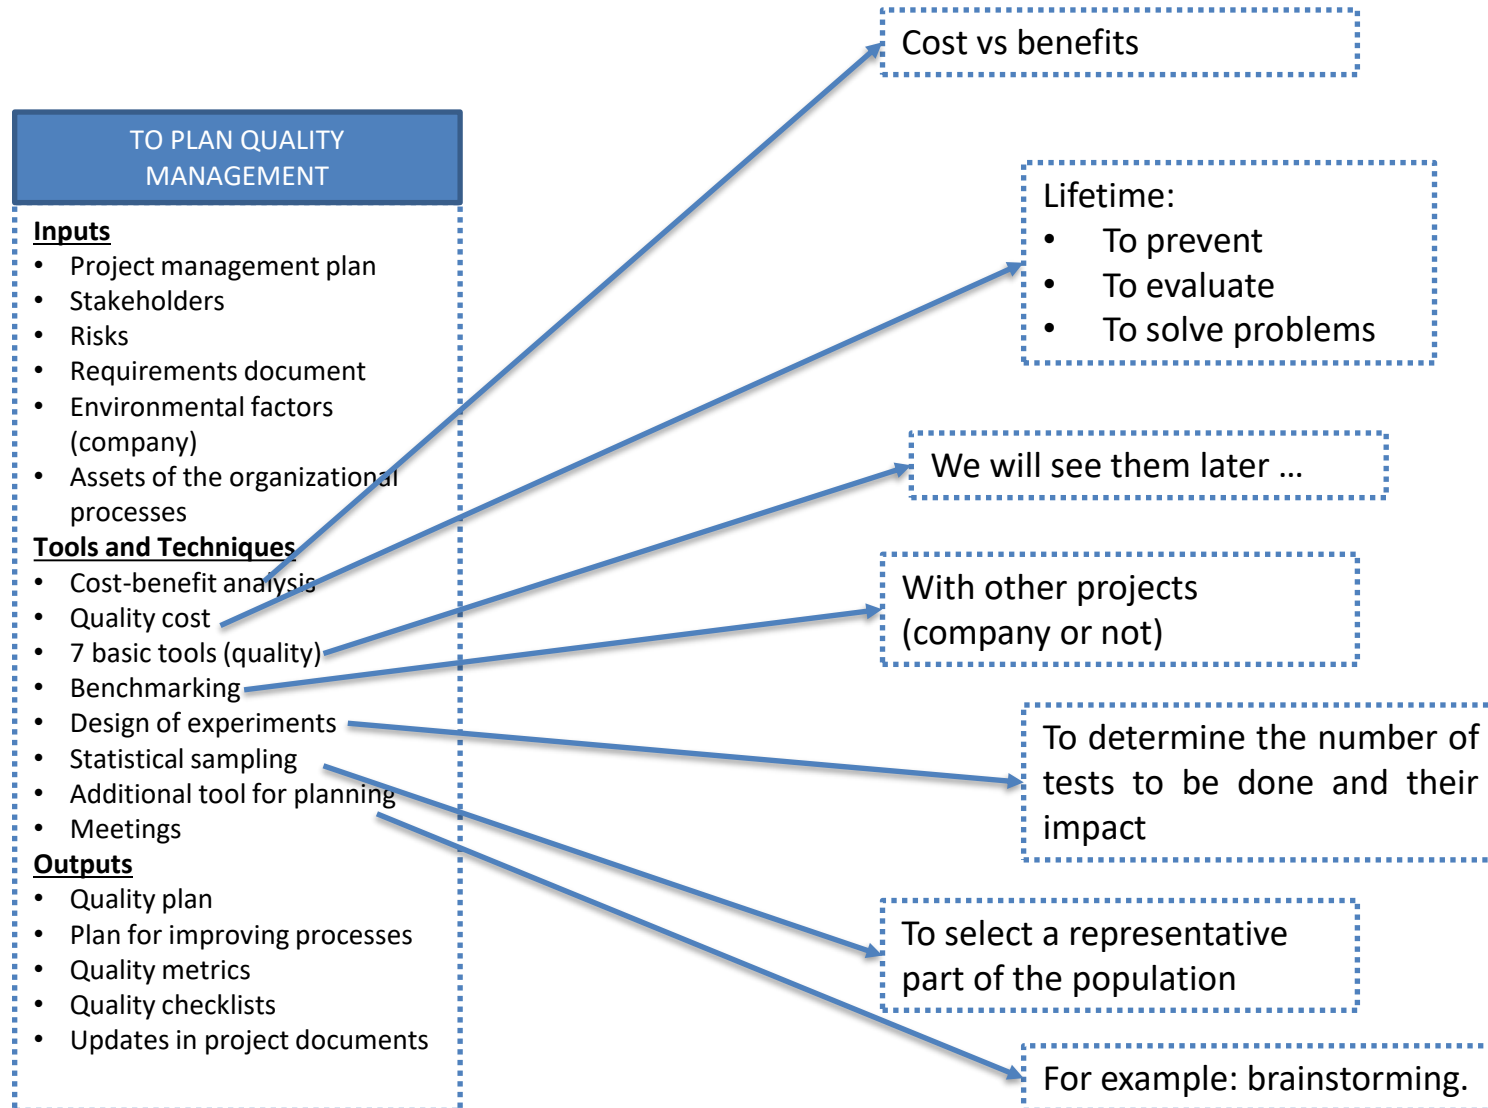 TO PLAN QUALITY
MANAGEMENT
Inputs
• Project management plan
• Stakeholders
• Risks
• Requirements document
• Environmental factors
(company)
• Assets of the organizational
processes
Tools and Techniques
• Cost-benefit analysis
• Quality cost
• 7 basic tools (quality)
• Benchmarking
• Design of experiments
• Statistical sampling
• Additional tool for planning
• Meetings
Outputs
• Quality plan
• Plan for improving processes
• Quality metrics
• Quality checklists
• Updates in project documents
Cost vs benefits
Lifetime:
• To prevent
• To evaluate
• To solve problems
We will see them later ...
With other projects
(company or not)
To determine the number of
tests to be done and their
impact
To select a representative
part of the population
For example: brainstorming.